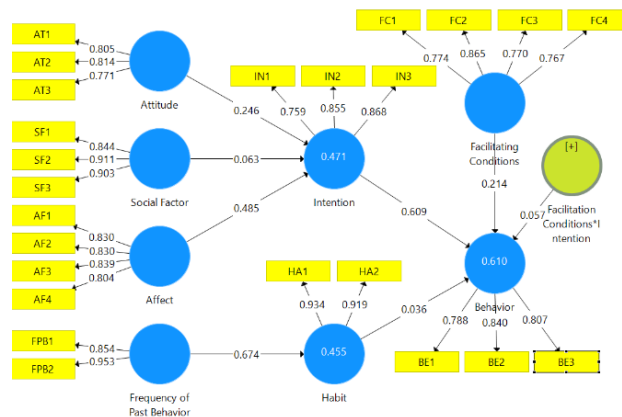 AT1
0.805
AT2
0.814
AT3
0.771
Attitude
SF1
0.844
SF2
0.911
SF3
0.903
Social Factor
AF1
0.830
AF2
0.830
AF3
0.839
AF4
0.804
Affect
FPB1
0.854
FPB2
0.953
Frequency of
Past Behavior
0.246
0.063
0.485
0.674
IN1
IN2
IN3
0.759
0.855
0.868
0.471
Intention
HA1
HA2
0.934
0.919
0.455
Habit
0.609
0.036
FC1
FC2
FC3
FC4
0.774
0.865
0.770
0.767
Facilitating
Conditions
0.214
[+]
Facilitation
Conditions*I
ntention
0.057
0.610
Behavior
0.788
0.840
0.807
BE1
BE2
BE3